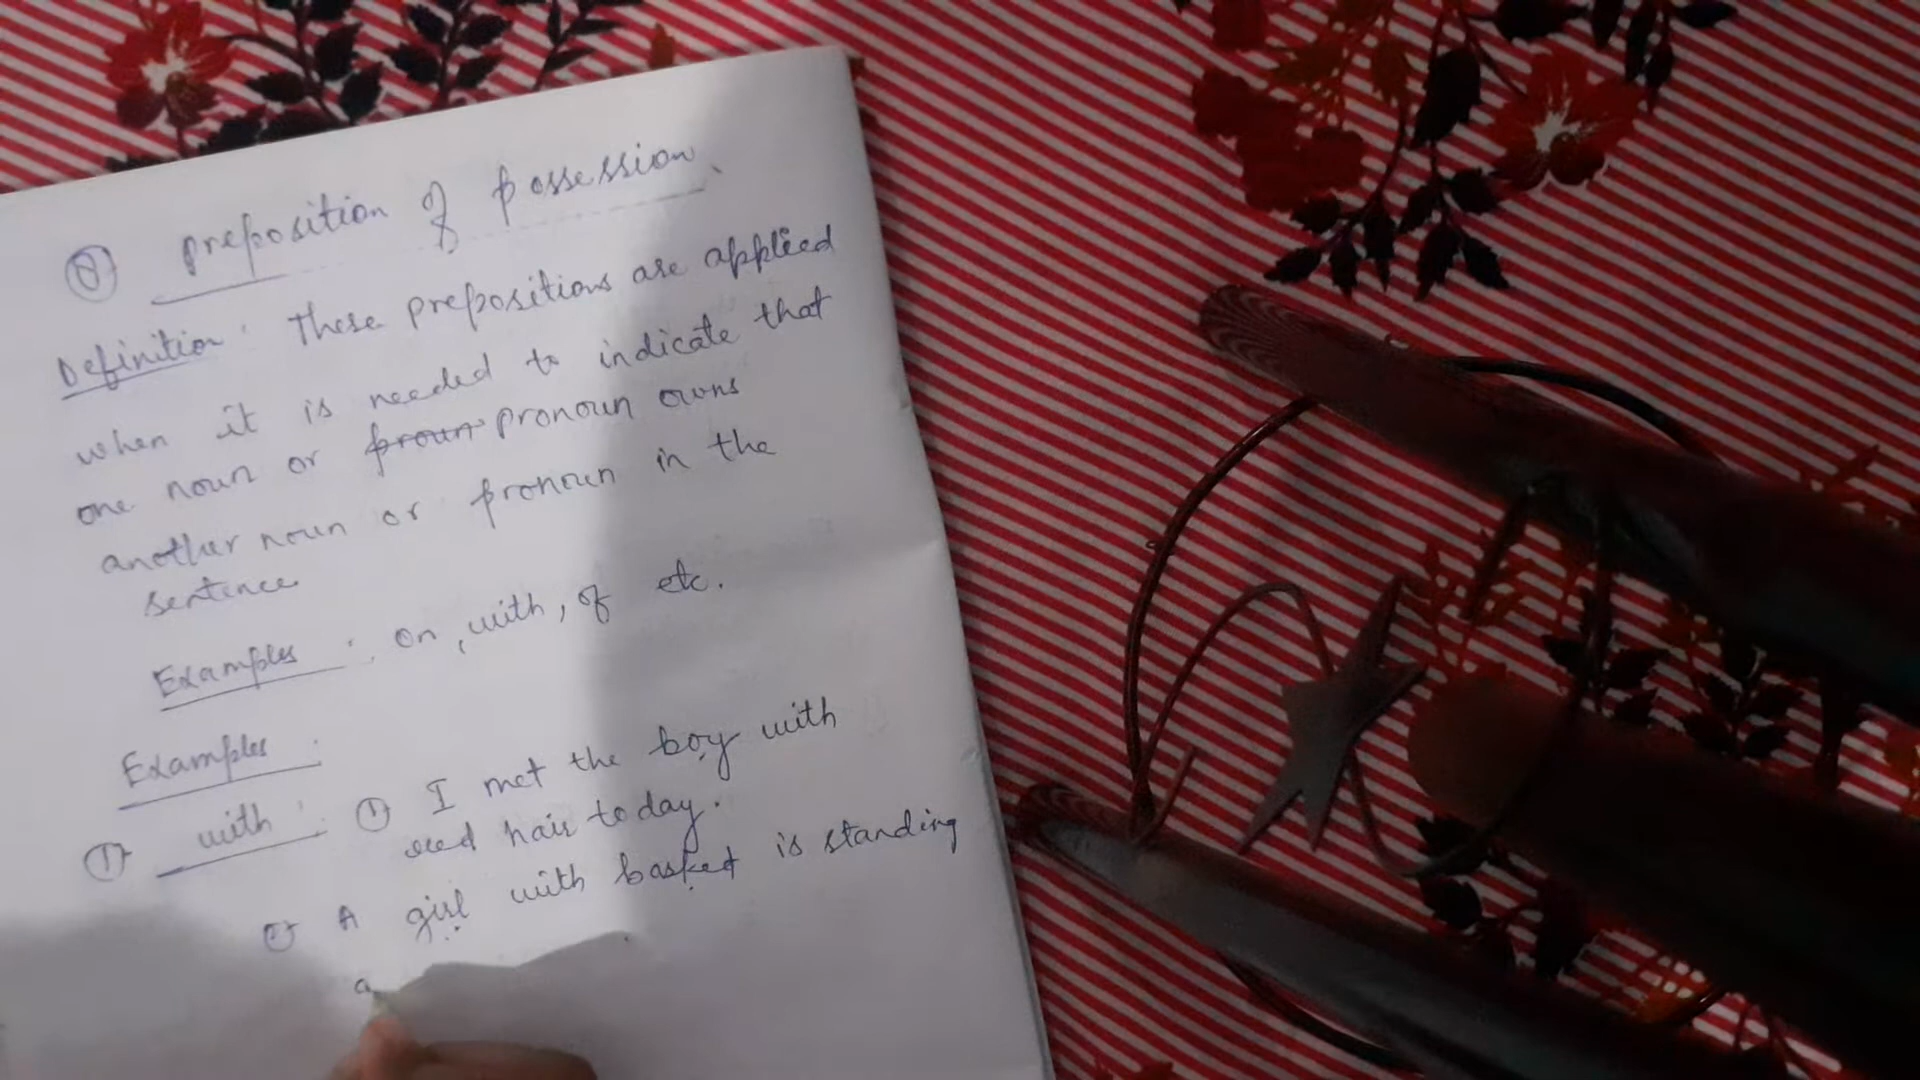 ⑧ preposition of possession.
Definition : These prepositions are applied
when it is needed to indicate that
one noun or proun pronoun owns
another noun or pronoun in the
sentence
Examples : on, with, of etc.
Examples :
① with : ① I met the boy with
red hair today.
② A girl with basket is standing
a